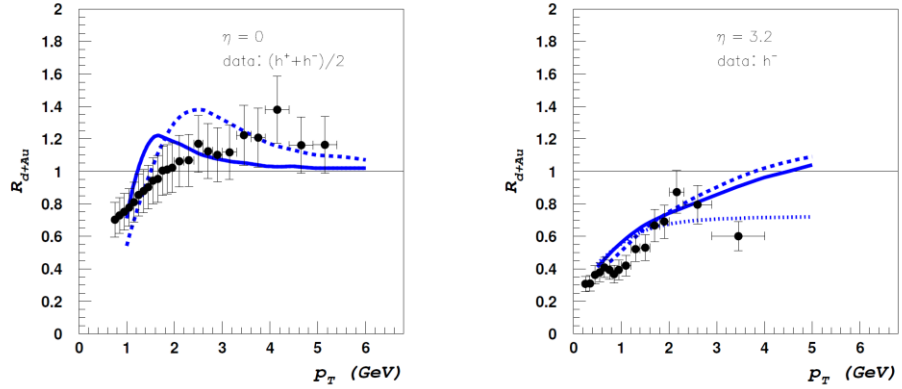 2
1.8
1.6
1.4
1.2
1
0.8
0.6
0.4
0.2
0
R_{d+Au}
η = 0
data: (h⁺+h⁻)/2
0 1 2 3 4 5 6
p_T (GeV)
2
1.8
1.6
1.4
1.2
1
0.8
0.6
0.4
0.2
0
R_{d+Au}
η = 3.2
data: h⁻
0 1 2 3 4 5 6
p_T (GeV)